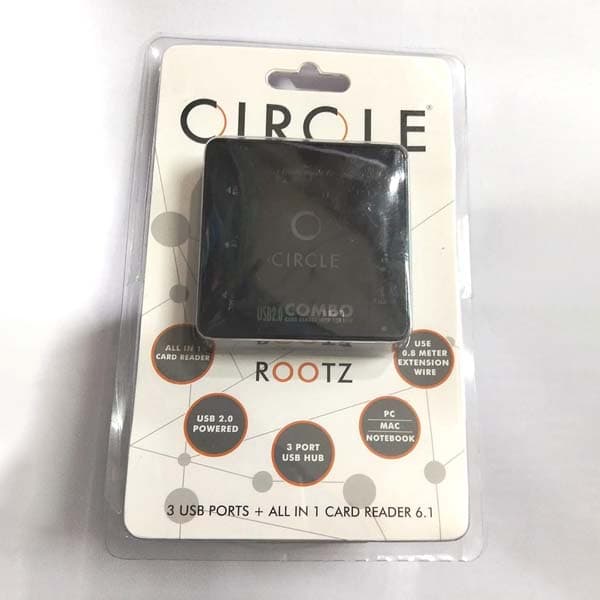 CIRCLE®
CIRCLE
USB2.0 COMBO
ROOTZ
ALL IN 1
CARD READER
USB 2.0
POWERED
3 PORT
USB HUB
PC
MAC
NOTEBOOK
USE
0.8 METER
EXTENSION
WIRE
3 USB PORTS + ALL IN 1 CARD READER 6.1